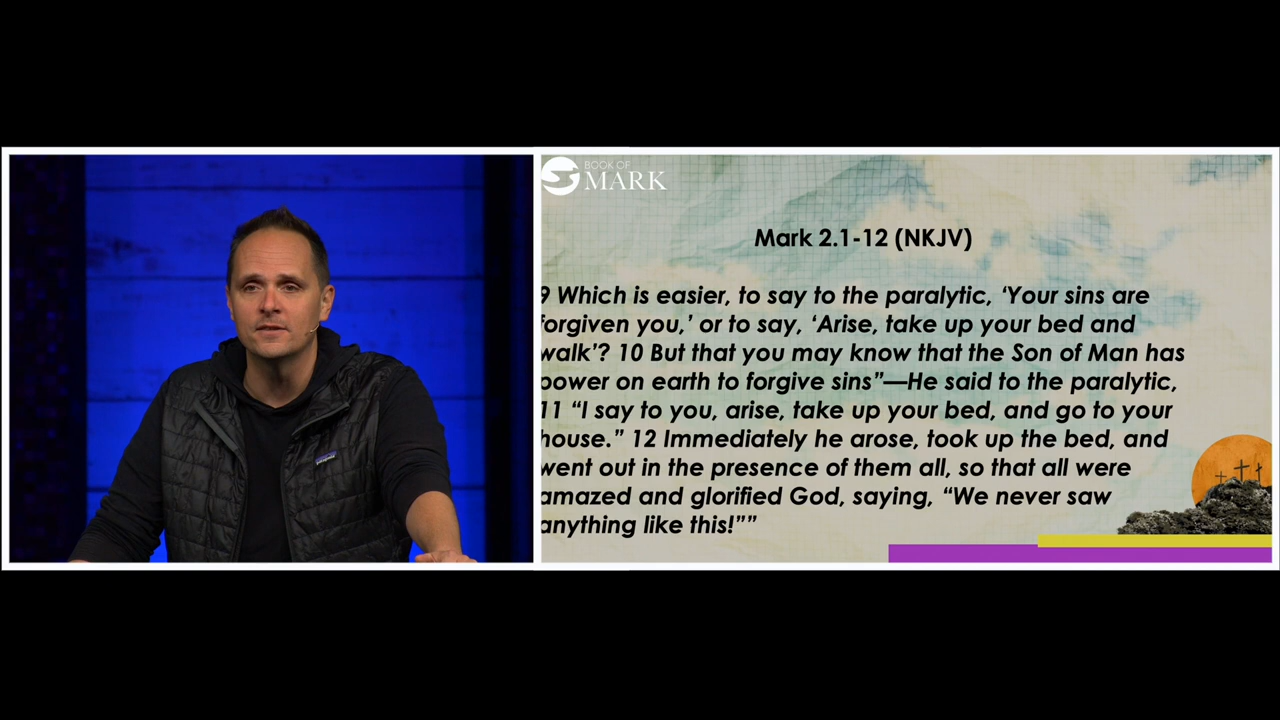 BOOK OF
MARK
Mark 2.1-12 (NKJV)
9 Which is easier, to say to the paralytic, ‘Your sins are
forgiven you,’ or to say, ‘Arise, take up your bed and
walk’? 10 But that you may know that the Son of Man has
power on earth to forgive sins”—He said to the paralytic,
11 “I say to you, arise, take up your bed, and go to your
house.” 12 Immediately he arose, took up the bed, and
went out in the presence of them all, so that all were
amazed and glorified God, saying, “We never saw
anything like this!””
patagonia